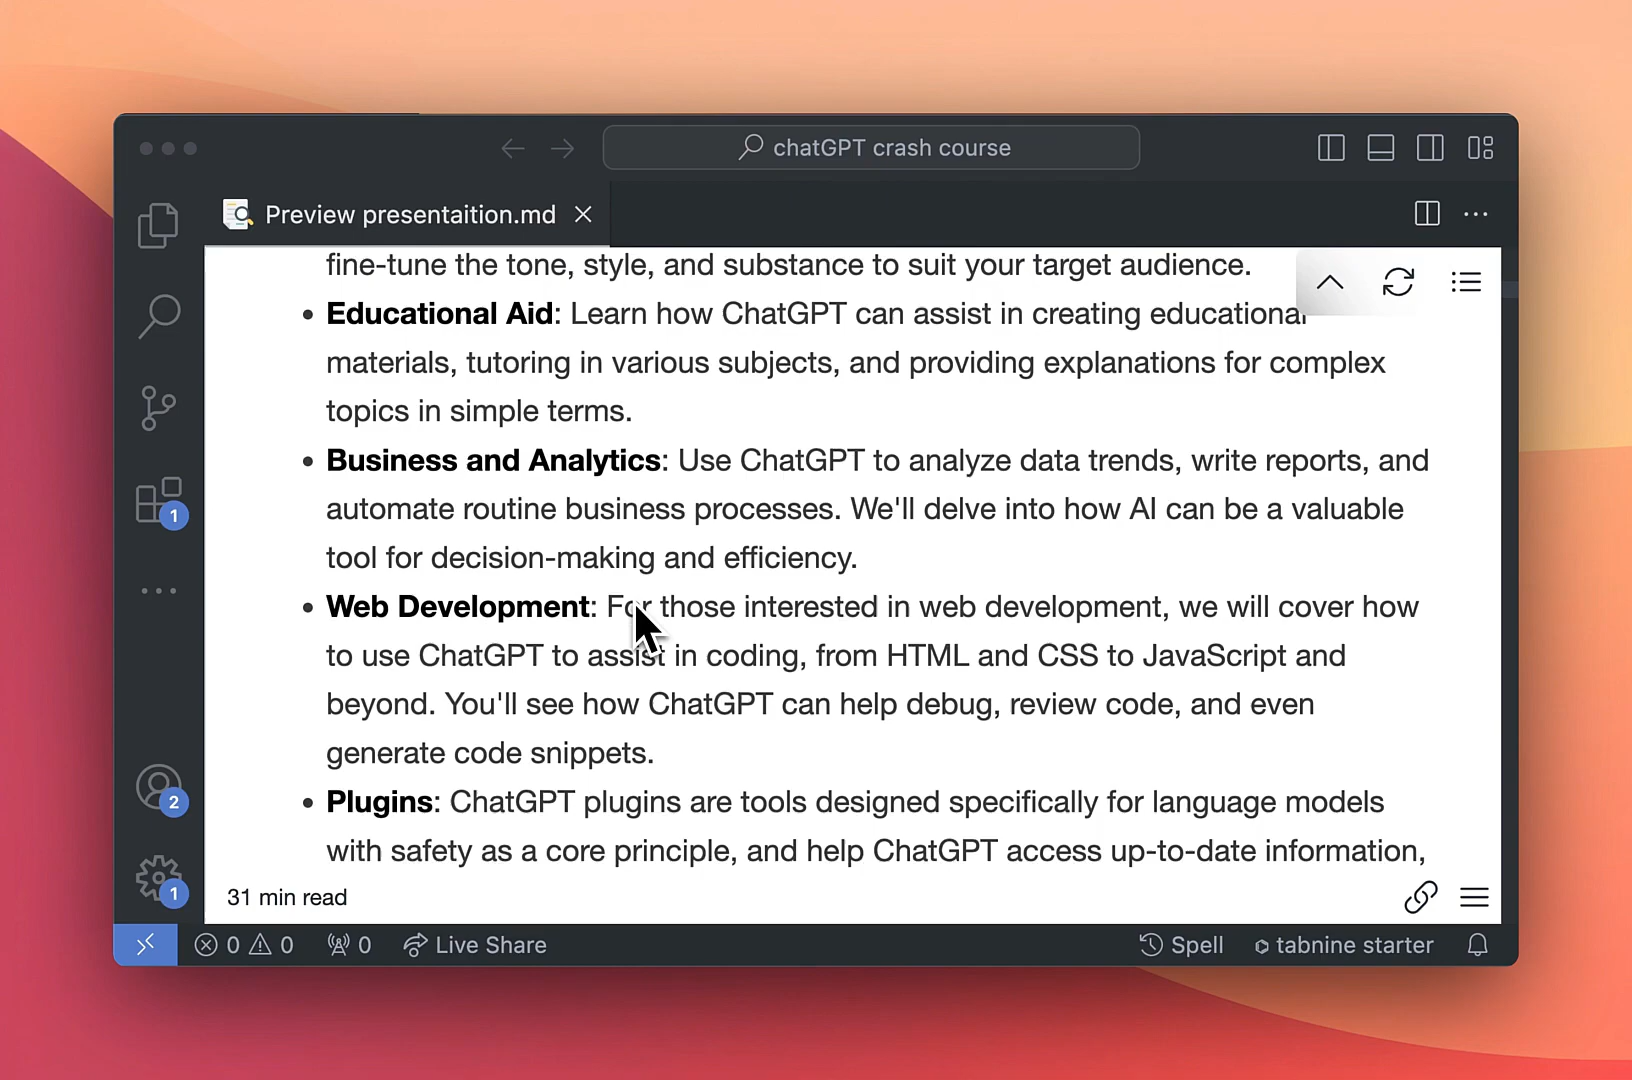 chatGPT crash course
Preview presentaition.md
fine-tune the tone, style, and substance to suit your target audience.
• Educational Aid: Learn how ChatGPT can assist in creating educational
materials, tutoring in various subjects, and providing explanations for complex
topics in simple terms.
• Business and Analytics: Use ChatGPT to analyze data trends, write reports, and
automate routine business processes. We'll delve into how AI can be a valuable
tool for decision-making and efficiency.
• Web Development: For those interested in web development, we will cover how
to use ChatGPT to assist in coding, from HTML and CSS to JavaScript and
beyond. You'll see how ChatGPT can help debug, review code, and even
generate code snippets.
• Plugins: ChatGPT plugins are tools designed specifically for language models
with safety as a core principle, and help ChatGPT access up-to-date information,
31 min read
1
2
1
0 0 0 Live Share Spell tabnine starter